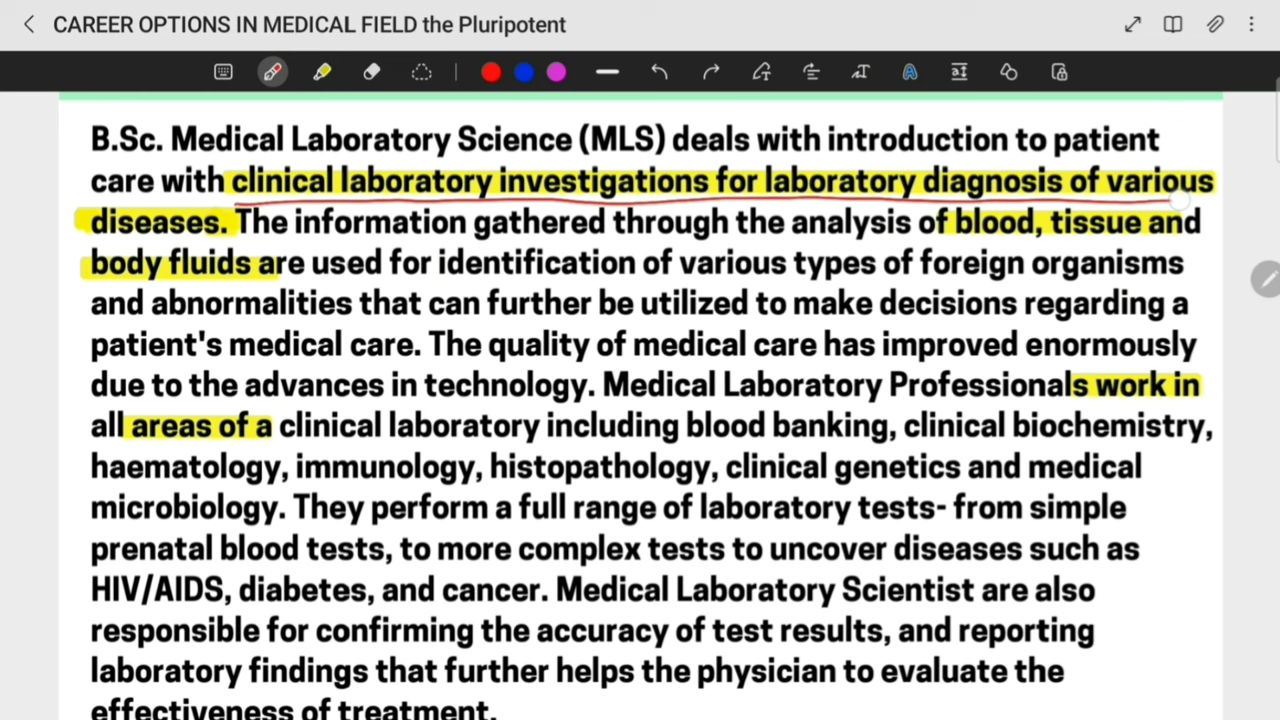 CAREER OPTIONS IN MEDICAL FIELD the Pluripotent
B.Sc. Medical Laboratory Science (MLS) deals with introduction to patient
care with clinical laboratory investigations for laboratory diagnosis of various
diseases. The information gathered through the analysis of blood, tissue and
body fluids are used for identification of various types of foreign organisms
and abnormalities that can further be utilized to make decisions regarding a
patient's medical care. The quality of medical care has improved enormously
due to the advances in technology. Medical Laboratory Professionals work in
all areas of a clinical laboratory including blood banking, clinical biochemistry,
haematology, immunology, histopathology, clinical genetics and medical
microbiology. They perform a full range of laboratory tests- from simple
prenatal blood tests, to more complex tests to uncover diseases such as
HIV/AIDS, diabetes, and cancer. Medical Laboratory Scientist are also
responsible for confirming the accuracy of test results, and reporting
laboratory findings that further helps the physician to evaluate the
effectiveness of treatment.